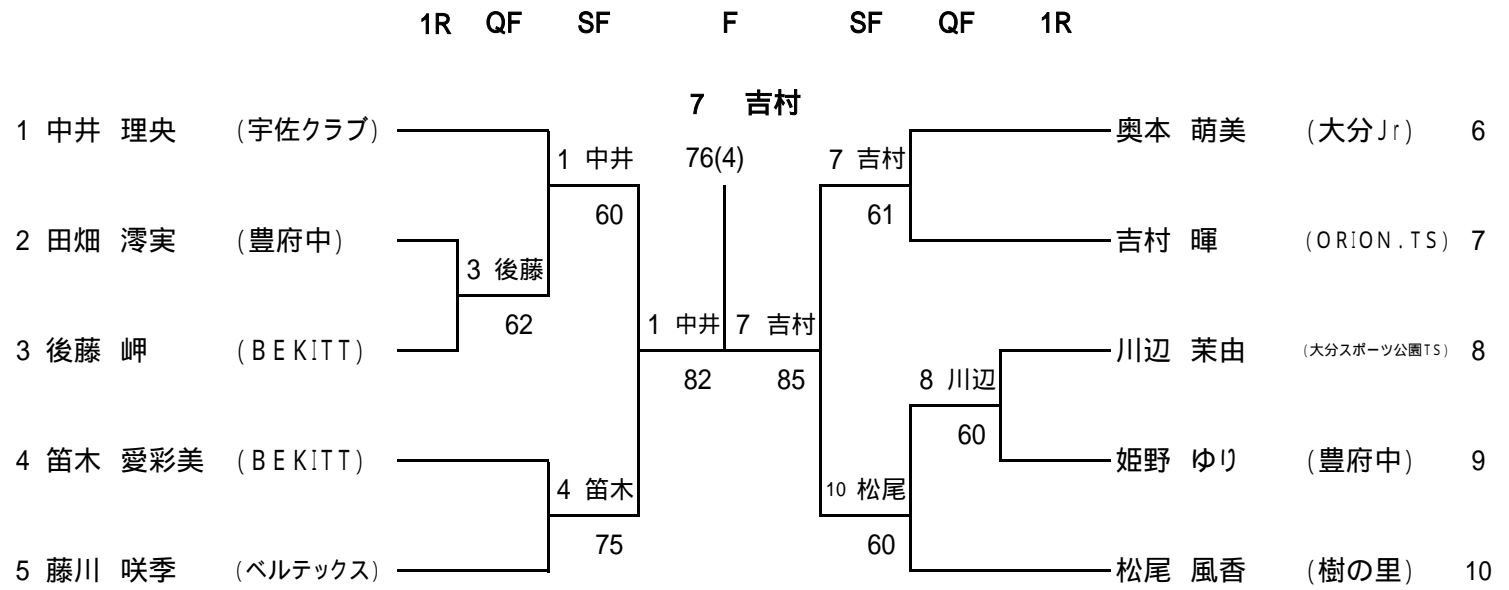 1R QF SF F SF QF 1R
7 吉村
1 中井 理央 (宇佐クラブ) 奥本 萌美 (大分Jr) 6
1 中井 76(4) 7 吉村
60 61
2 田畑 澪実 (豊府中) 吉村 暉 (ORION.TS) 7
3 後藤
62 1 中井 7 吉村
3 後藤 岬 (BEKITT) 川辺 茉由 (大分スポーツ公園TS) 8
82 85 8 川辺
60
4 笛木 愛彩美 (BEKITT) 姫野 ゆり (豊府中) 9
4 笛木 10 松尾
75 60
5 藤川 咲季 (ベルテックス) 松尾 風香 (樹の里) 10